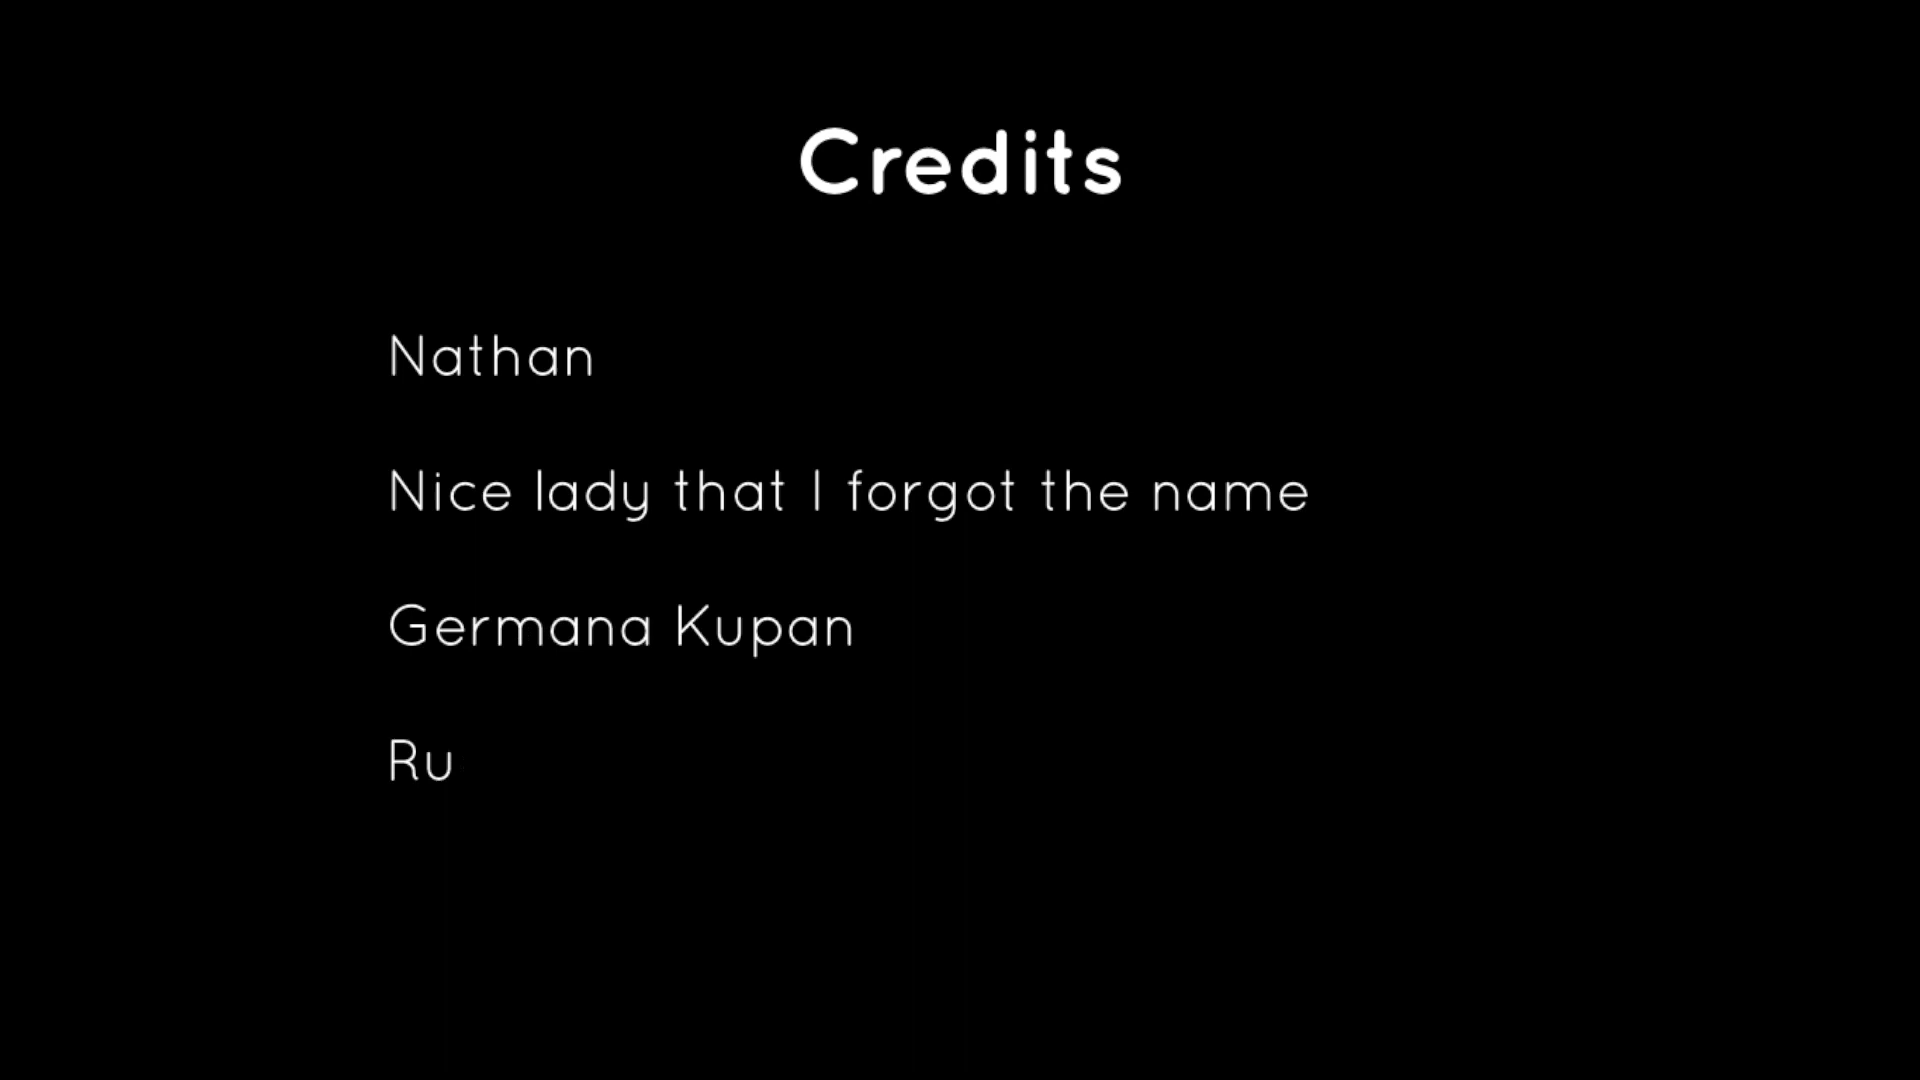 Credits
Nathan
Nice lady that I forgot the name
Germana Kupan
Ru